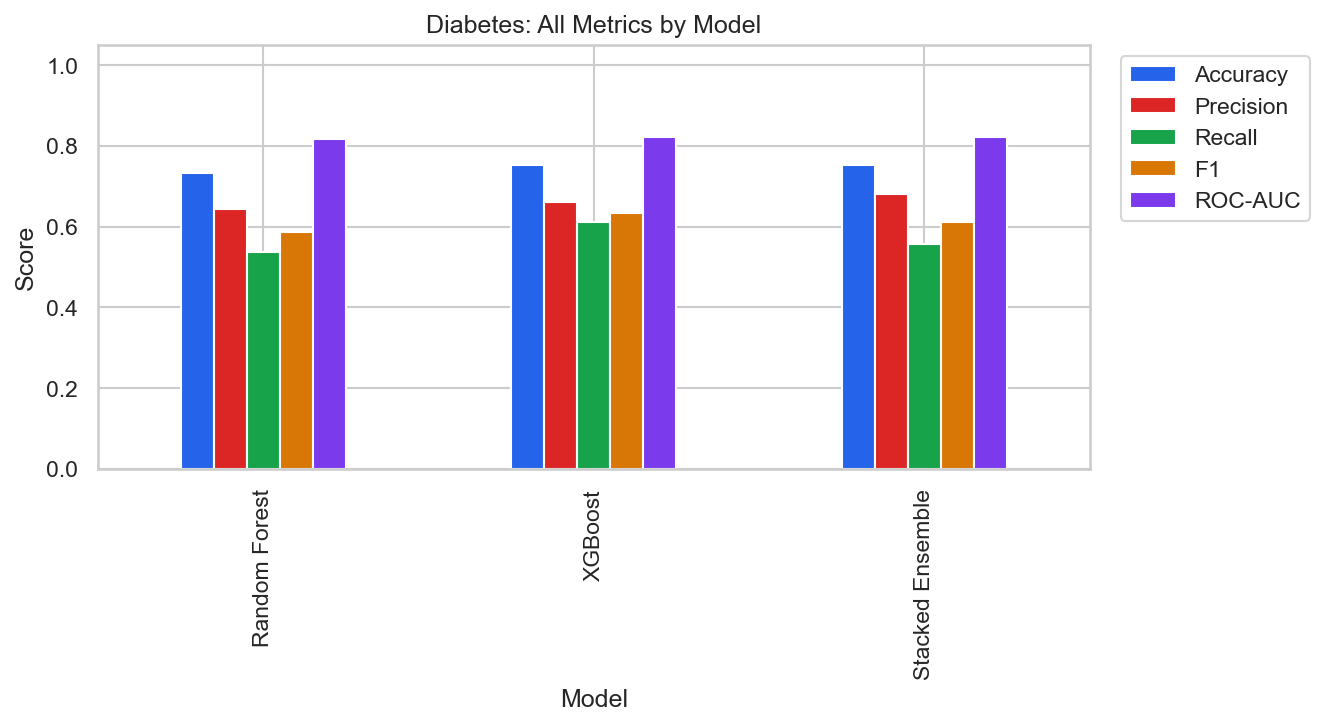 Diabetes: All Metrics by Model
1.0
0.8
0.6
0.4
0.2
0.0
Score
Random Forest
XGBoost
Stacked Ensemble
Model
Accuracy
Precision
Recall
F1
ROC-AUC